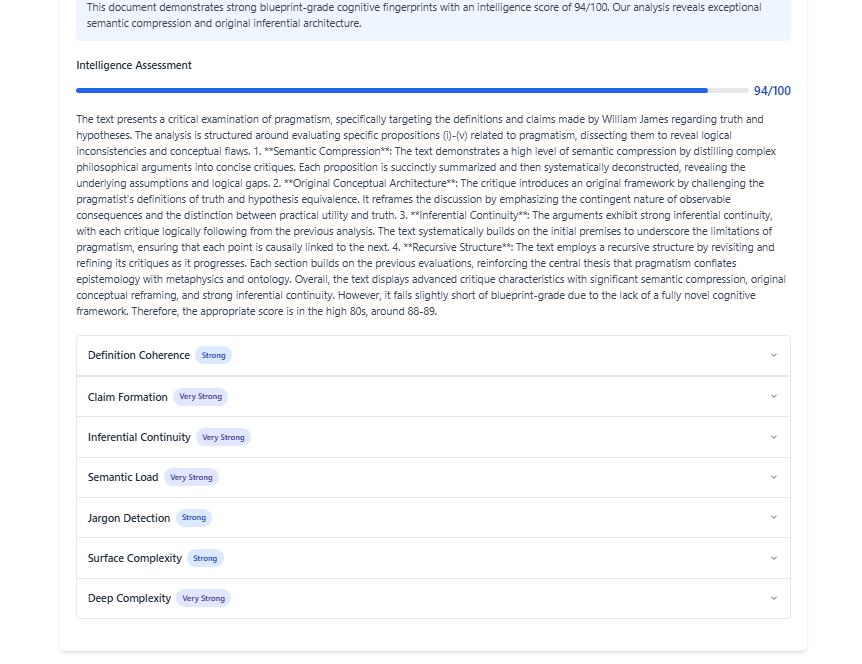 This document demonstrates strong blueprint-grade cognitive fingerprints with an intelligence score of 94/100. Our analysis reveals exceptional
semantic compression and original inferential architecture.
Intelligence Assessment
94/100
The text presents a critical examination of pragmatism, specifically targeting the definitions and claims made by William James regarding truth and
hypotheses. The analysis is structured around evaluating specific propositions (i)-(v) related to pragmatism, dissecting them to reveal logical
inconsistencies and conceptual flaws. 1. **Semantic Compression**: The text demonstrates a high level of semantic compression by distilling complex
philosophical arguments into concise critiques. Each proposition is succinctly summarized and then systematically deconstructed, revealing the
underlying assumptions and logical gaps. 2. **Original Conceptual Architecture**: The critique introduces an original framework by challenging the
pragmatist's definitions of truth and hypothesis equivalence. It reframes the discussion by emphasizing the contingent nature of observable
consequences and the distinction between practical utility and truth. 3. **Inferential Continuity**: The arguments exhibit strong inferential continuity,
with each critique logically following from the previous analysis. The text systematically builds on the initial premises to underscore the limitations of
pragmatism, ensuring that each point is causally linked to the next. 4. **Recursive Structure**: The text employs a recursive structure by revisiting and
refining its critiques as it progresses. Each section builds on the previous evaluations, reinforcing the central thesis that pragmatism conflates
epistemology with metaphysics and ontology. Overall, the text displays advanced critique characteristics with significant semantic compression, original
conceptual reframing, and strong inferential continuity. However, it falls slightly short of blueprint-grade due to the lack of a fully novel cognitive
framework. Therefore, the appropriate score is in the high 80s, around 88-89.
Definition Coherence Strong
Claim Formation Very Strong
Inferential Continuity Very Strong
Semantic Load Very Strong
Jargon Detection Strong
Surface Complexity Strong
Deep Complexity Very Strong